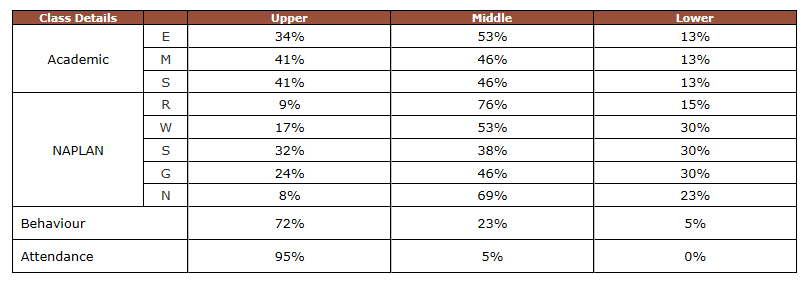 Class Details Upper Middle Lower
Academic E 34% 53% 13%
M 41% 46% 13%
S 41% 46% 13%
NAPLAN R 9% 76% 15%
W 17% 53% 30%
S 32% 38% 30%
G 24% 46% 30%
N 8% 69% 23%
Behaviour 72% 23% 5%
Attendance 95% 5% 0%